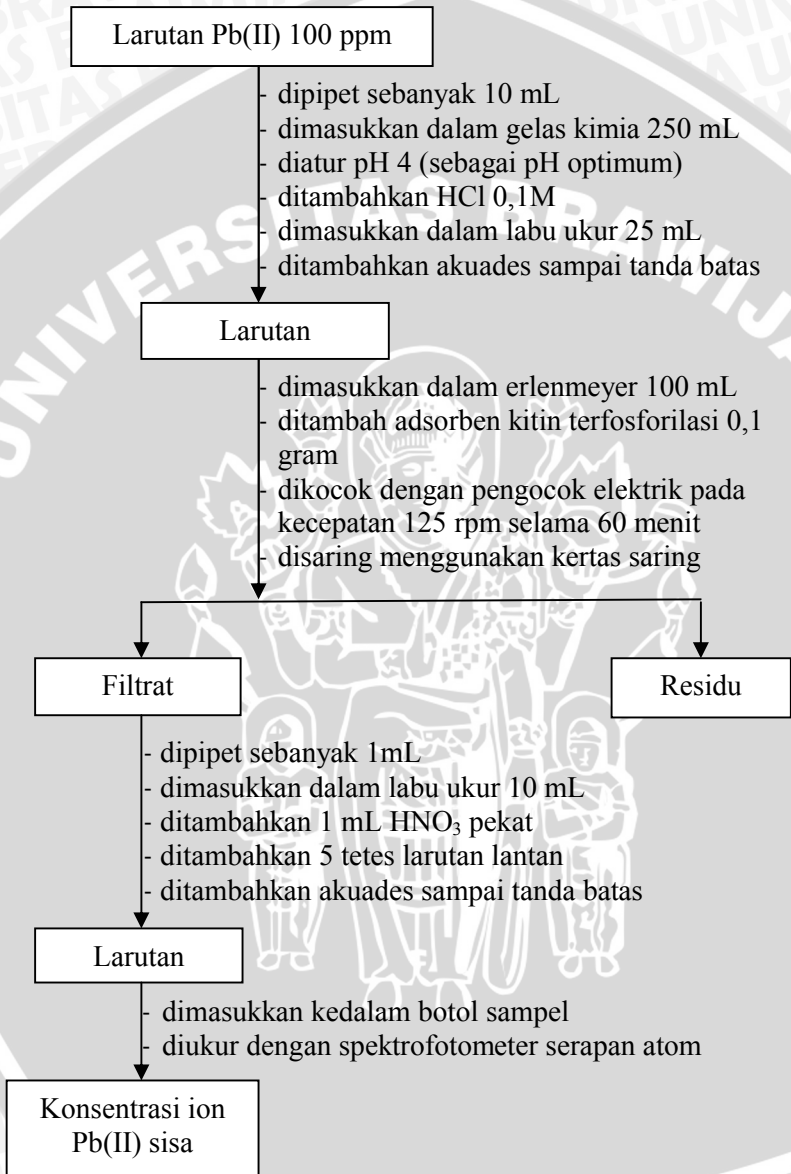 Larutan Pb(II) 100 ppm
- dipipet sebanyak 10 mL
- dimasukkan dalam gelas kimia 250 mL
- diatur pH 4 (sebagai pH optimum)
- ditambahkan HCl 0,1M
- dimasukkan dalam labu ukur 25 mL
- ditambahkan akuades sampai tanda batas
Larutan
- dimasukkan dalam erlenmeyer 100 mL
- ditambah adsorben kitin terfosforilasi 0,1
gram
- dikocok dengan pengocok elektrik pada
kecepatan 125 rpm selama 60 menit
- disaring menggunakan kertas saring
Filtrat
Residu
- dipipet sebanyak 1mL
- dimasukkan dalam labu ukur 10 mL
- ditambahkan 1 mL HNO₃ pekat
- ditambahkan 5 tetes larutan lantan
- ditambahkan akuades sampai tanda batas
Larutan
- dimasukkan kedalam botol sampel
- diukur dengan spektrofotometer serapan atom
Konsentrasi ion
Pb(II) sisa
UNIVERSITAS BRAWIJA